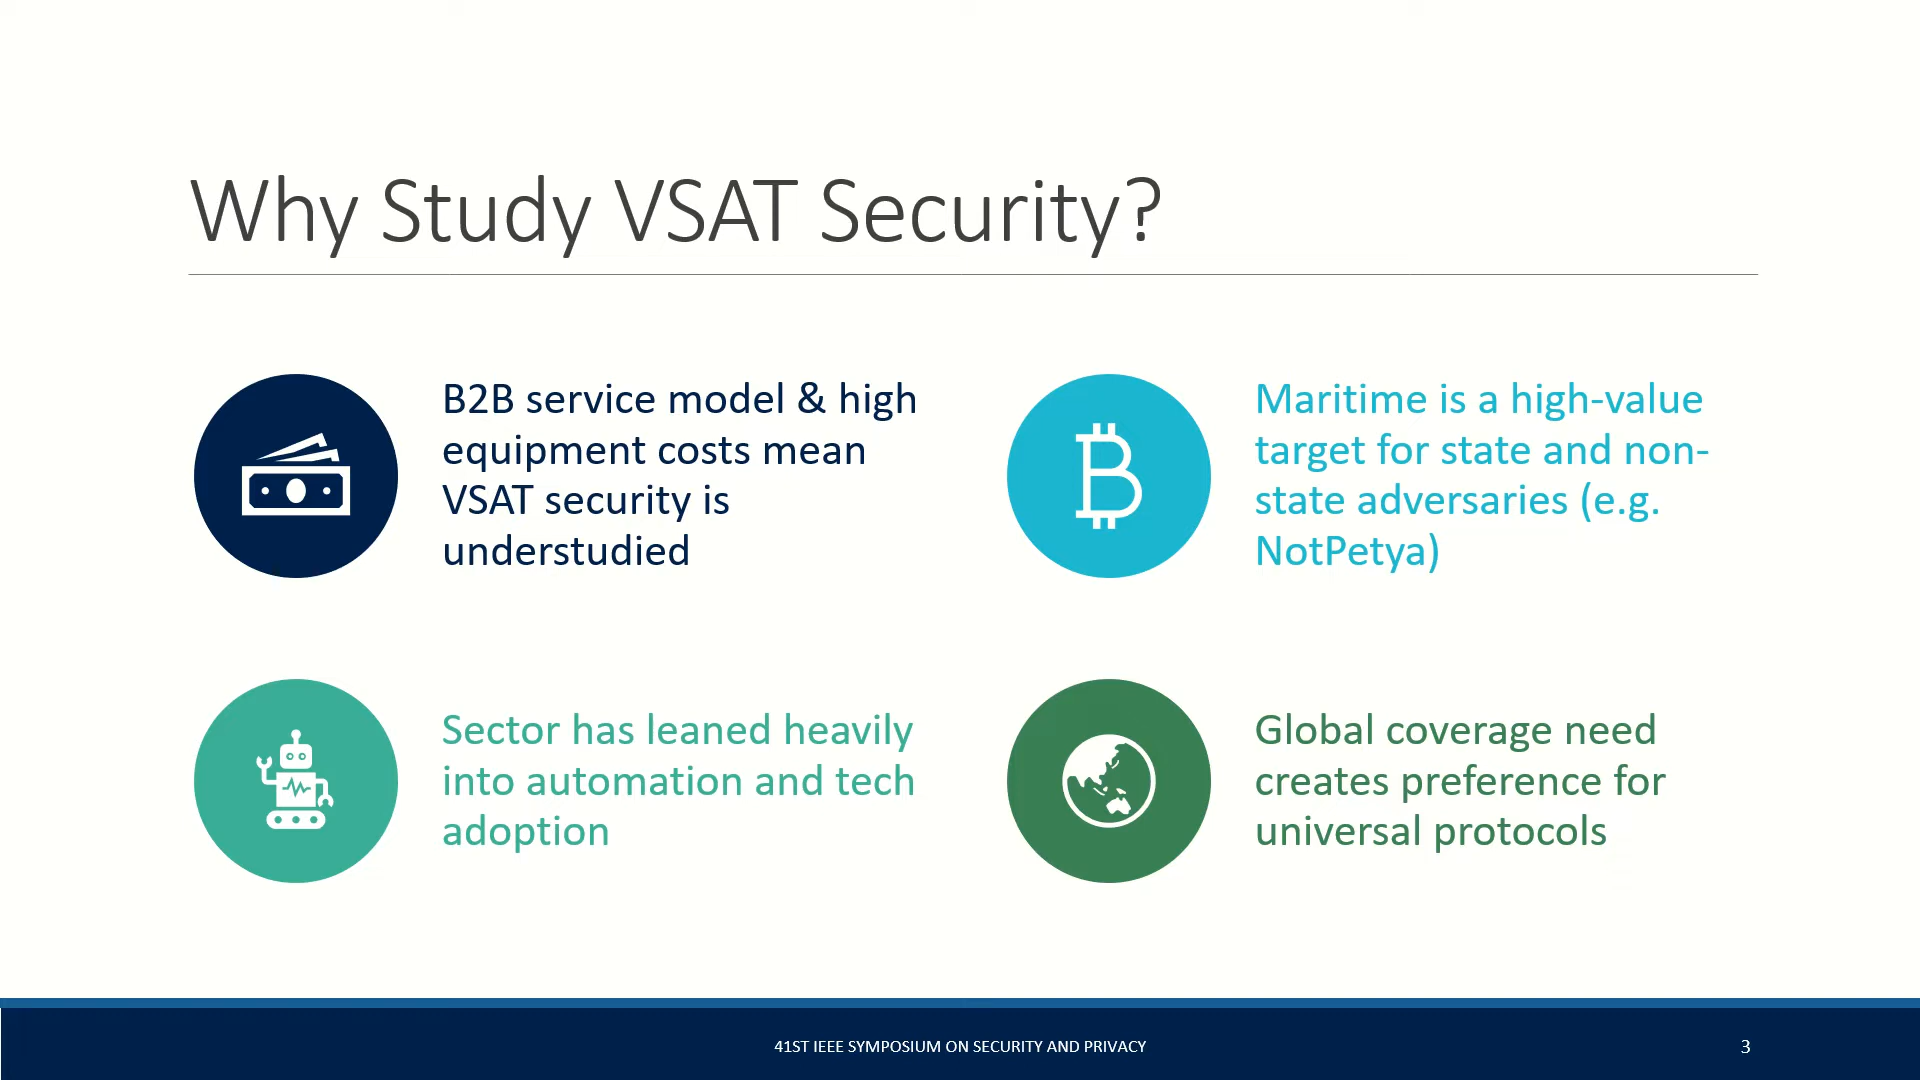 Why Study VSAT Security?
B2B service model & high
equipment costs mean
VSAT security is
understudied
Maritime is a high-value
target for state and non-
state adversaries (e.g.
NotPetya)
Sector has leaned heavily
into automation and tech
adoption
Global coverage need
creates preference for
universal protocols
41ST IEEE SYMPOSIUM ON SECURITY AND PRIVACY
3